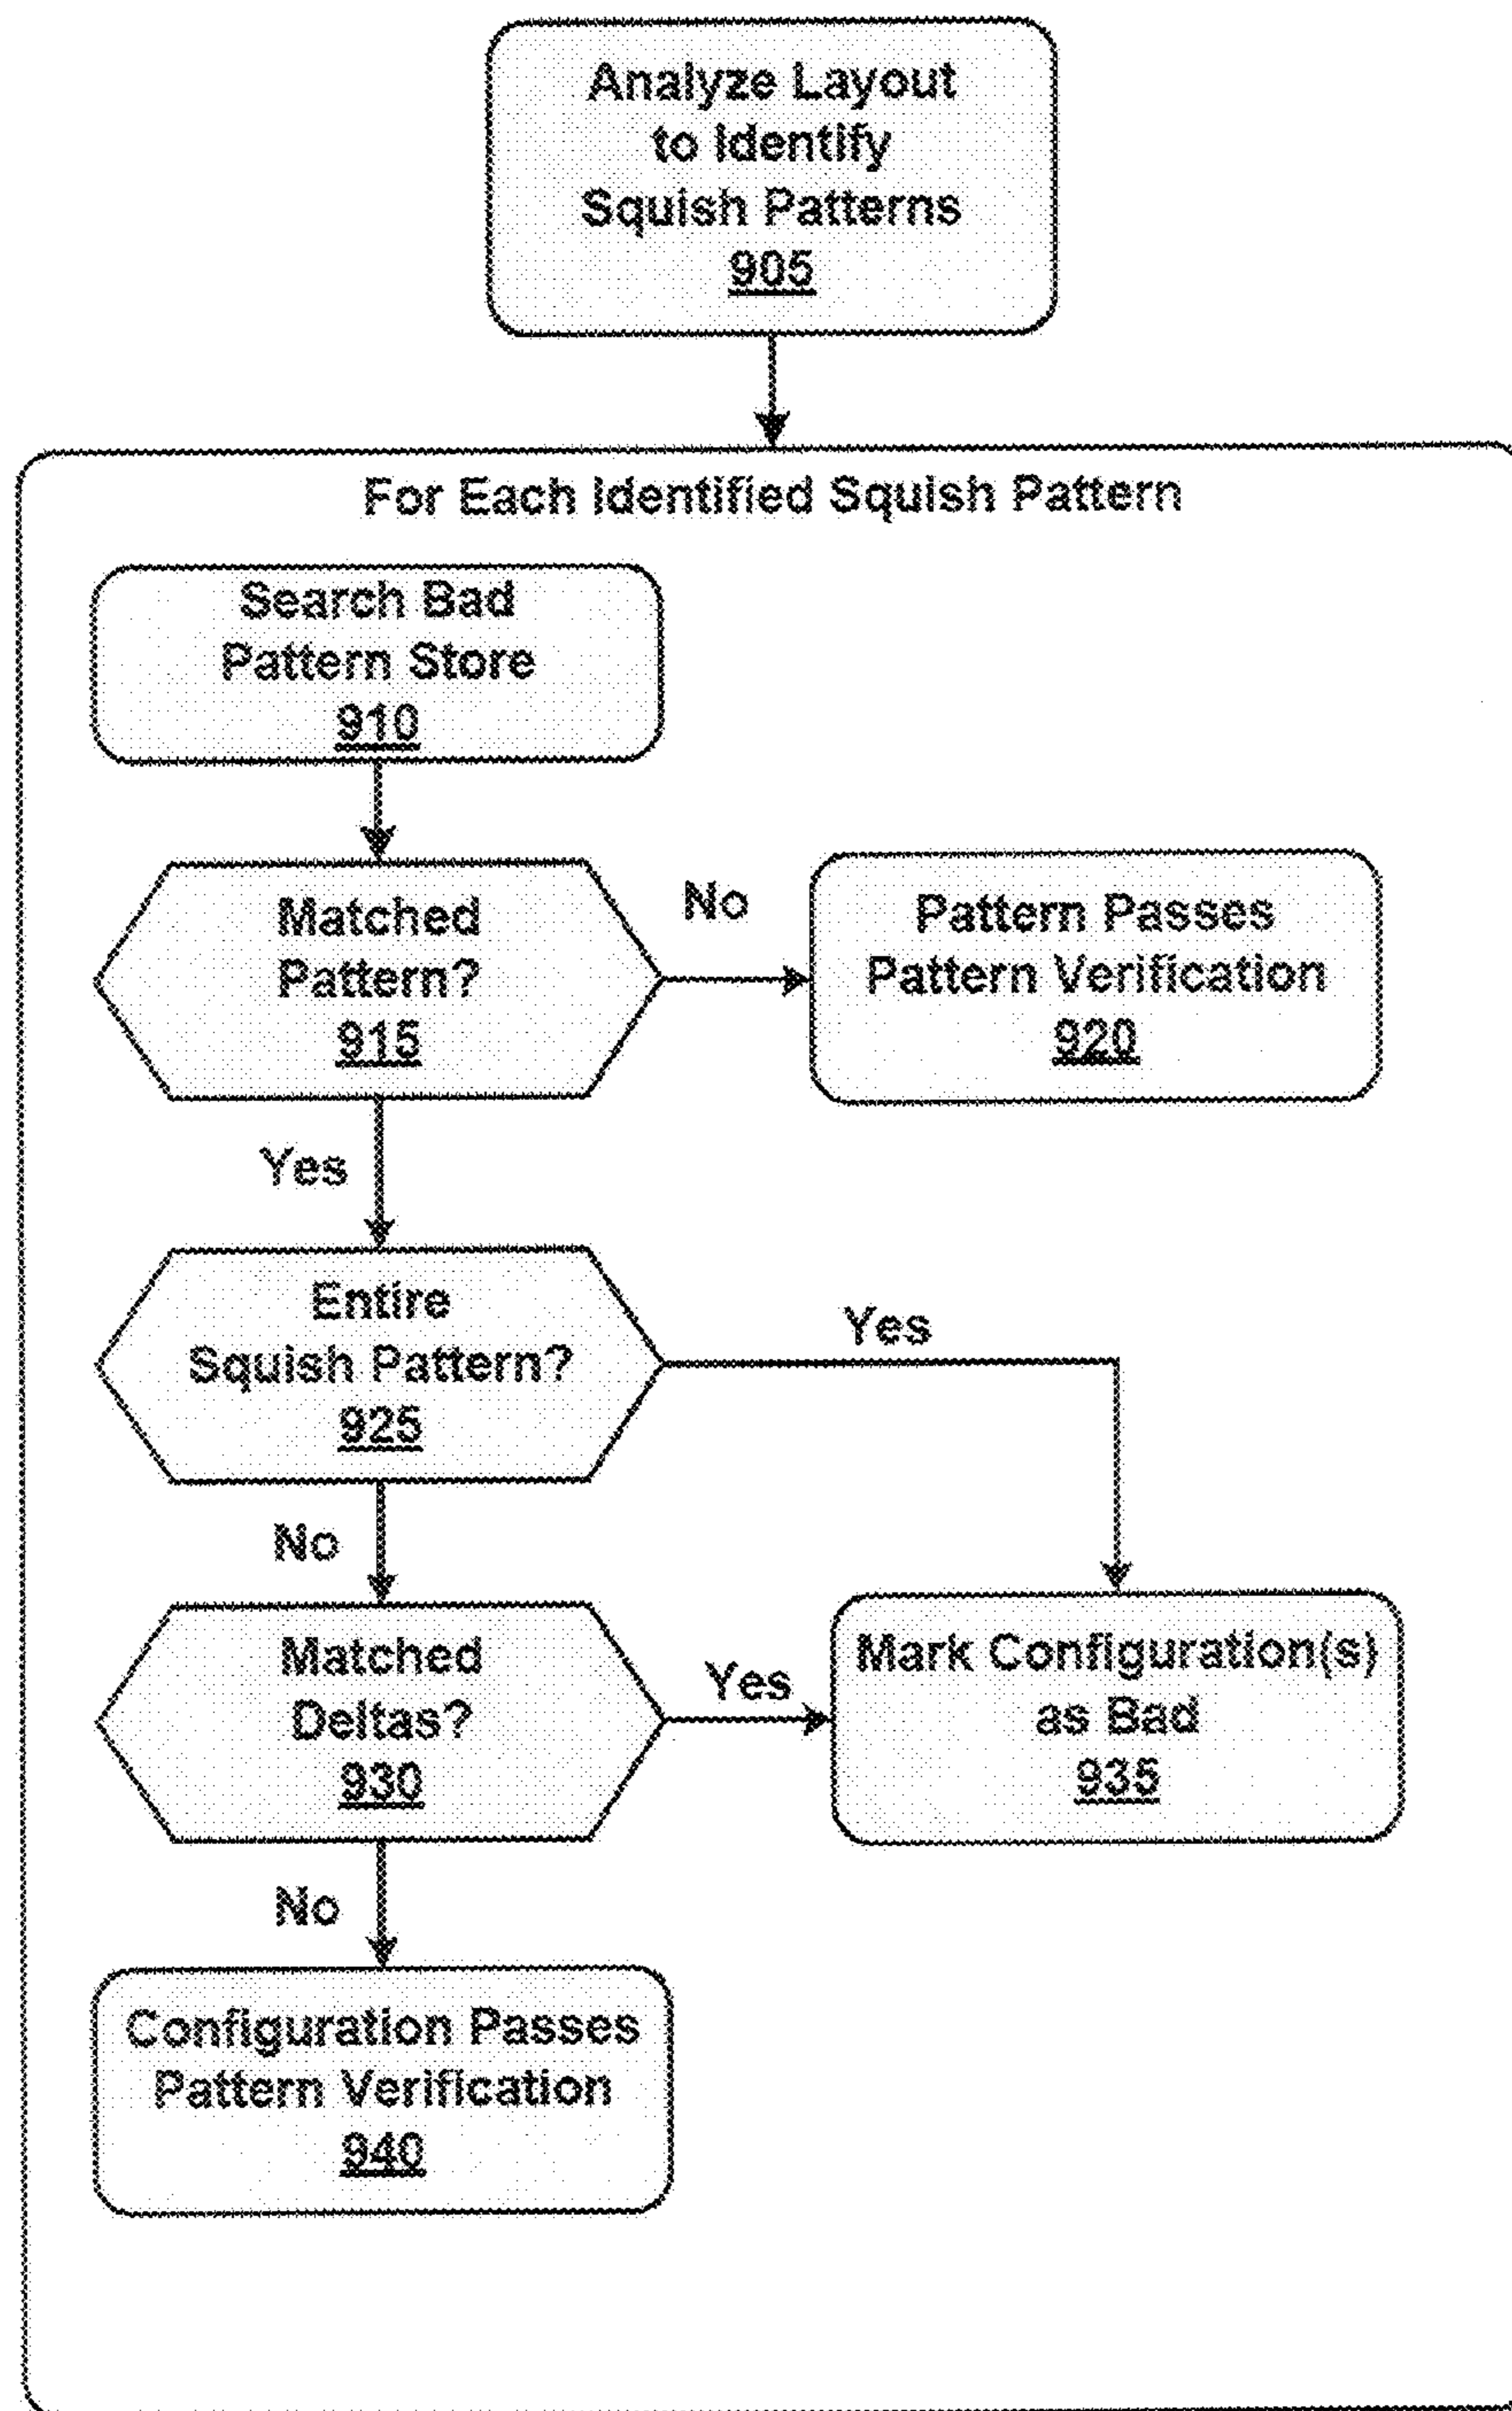 Analyze Layout
to Identify
Squish Patterns
905
For Each Identified Squish Pattern
Search Bad
Pattern Store
910
Matched
Pattern?
915
No
Pattern Passes
Pattern Verification
920
Yes
Entire
Squish Pattern?
925
Yes
No
Matched
Deltas?
930
Yes
Mark Configuration(s)
as Bad
935
No
Configuration Passes
Pattern Verification
940